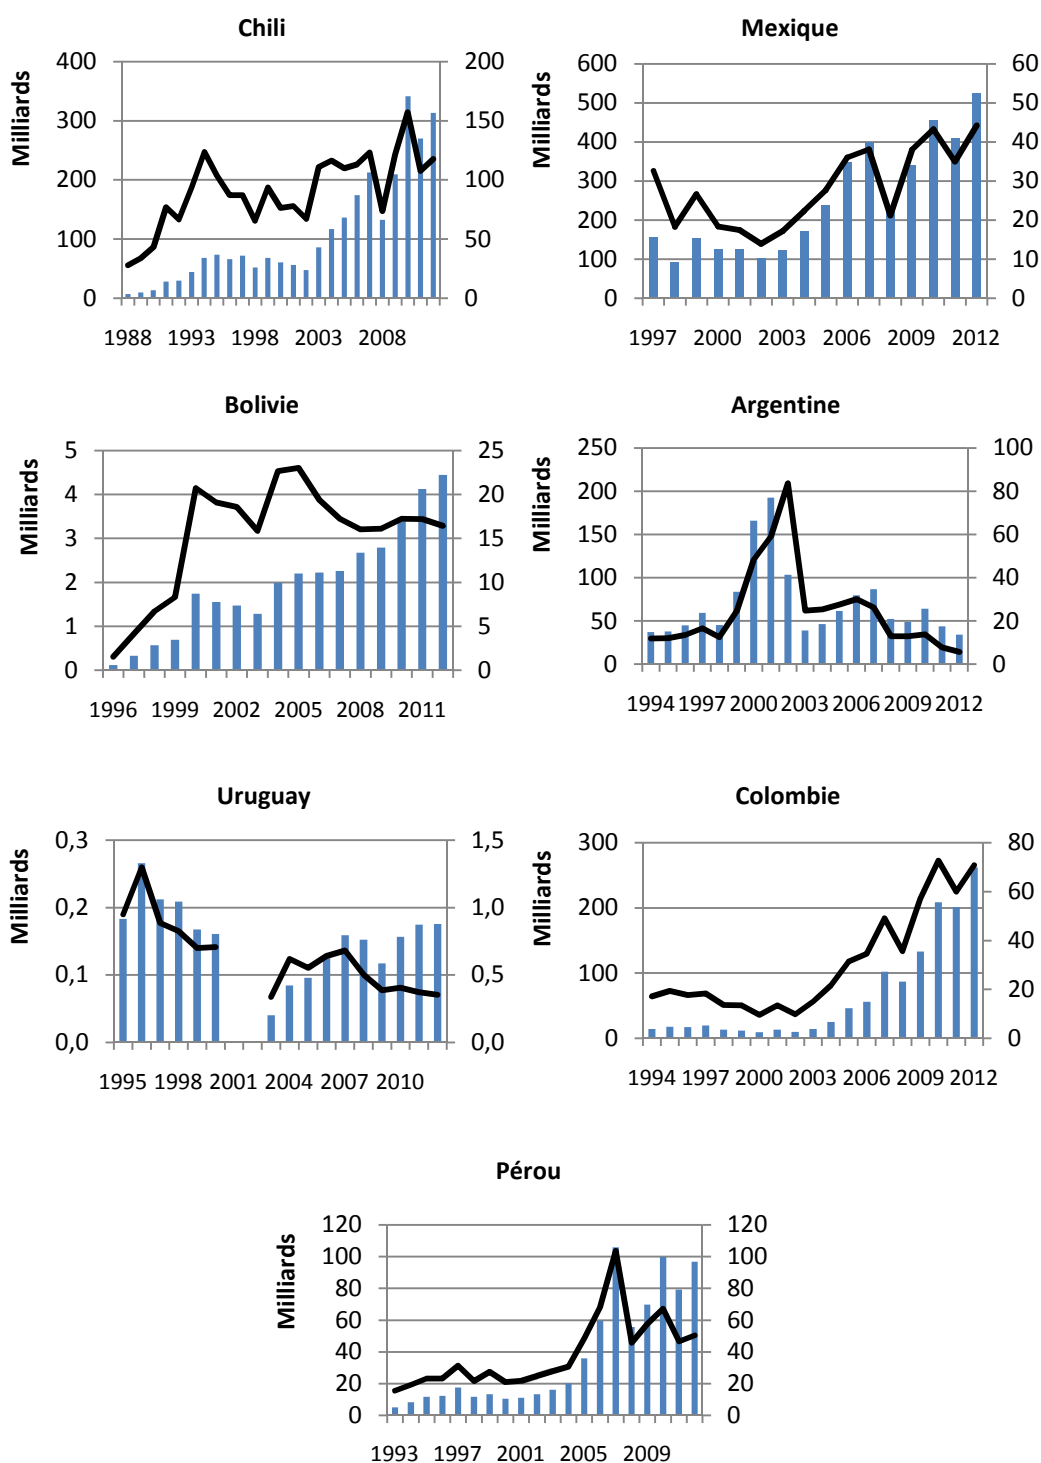 Chili
Milliards
400 300 200 100 0
200 150 100 50 0
1988 1993 1998 2003 2008
Mexique
Milliards
600 500 400 300 200 100 0
60 50 40 30 20 10 0
1997 2000 2003 2006 2009 2012
Bolivie
Milliards
5 4 3 2 1 0
25 20 15 10 5 0
1996 1999 2002 2005 2008 2011
Argentine
Milliards
250 200 150 100 50 0
100 80 60 40 20 0
1994 1997 2000 2003 2006 2009 2012
Uruguay
Milliards
0,3 0,2 0,1 0,0
1,5 1,0 0,5 0,0
1995 1998 2001 2004 2007 2010
Colombie
Milliards
300 200 100 0
80 60 40 20 0
1994 1997 2000 2003 2006 2009 2012
Pérou
Milliards
120 100 80 60 40 20 0
120 100 80 60 40 20 0
1993 1997 2001 2005 2009